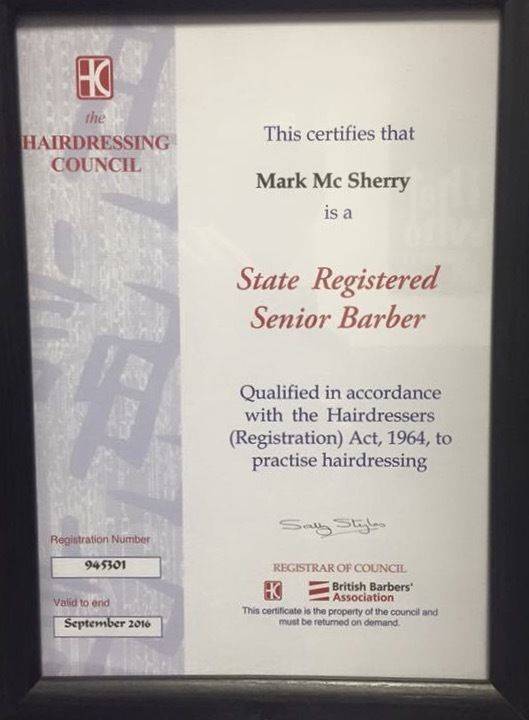 HC
the
HAIRDRESSING
COUNCIL
This certifies that
Mark Mc Sherry
is a
State Registered
Senior Barber
Qualified in accordance
with the Hairdressers
(Registration) Act, 1964, to
practise hairdressing
Sally Styles
REGISTRAR OF COUNCIL
HC
British Barbers'
Association
This certificate is the property of the council and
must be returned on demand.
Registration Number
945301
Valid to end
September 2016